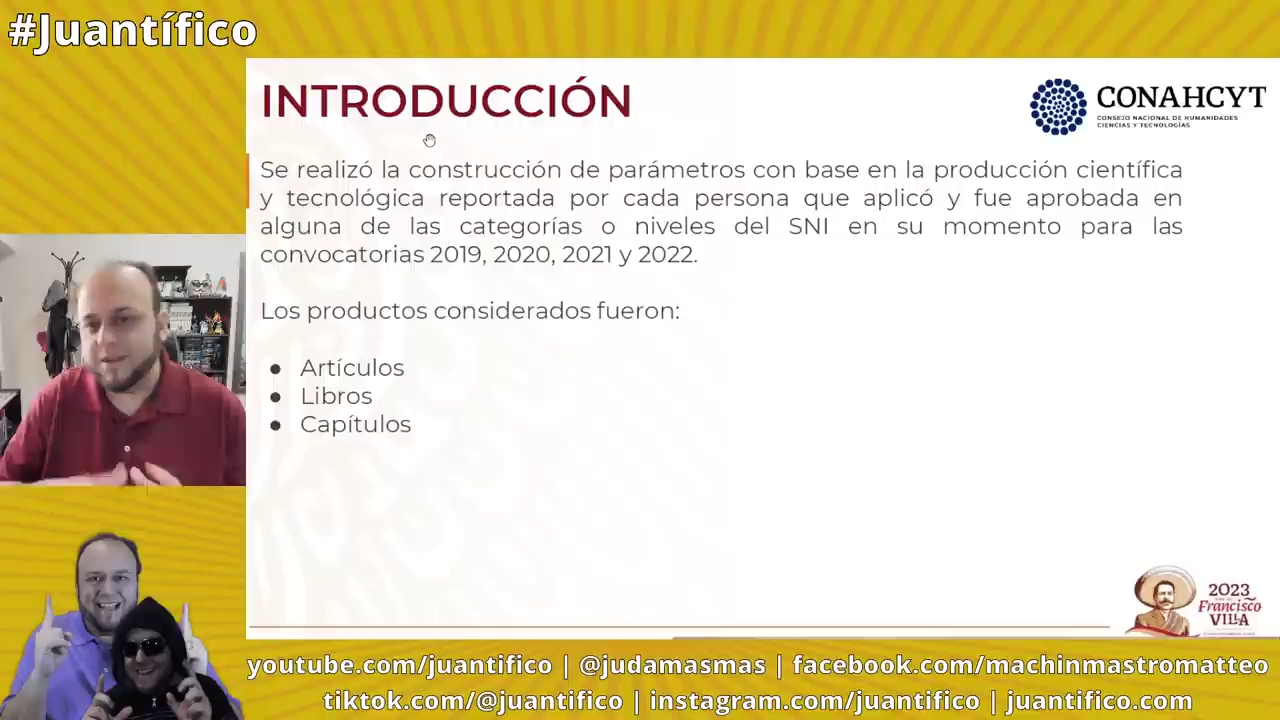 #Juantífico
INTRODUCCIÓN
CONAHCYT
CONSEJO NACIONAL DE HUMANIDADES
CIENCIAS Y TECNOLOGÍAS
Se realizó la construcción de parámetros con base en la producción científica
y tecnológica reportada por cada persona que aplicó y fue aprobada en
alguna de las categorías o niveles del SNI en su momento para las
convocatorias 2019, 2020, 2021 y 2022.
Los productos considerados fueron:
● Artículos
● Libros
● Capítulos
2023
Francisco
VILLA
youtube.com/juantifico | @judamasmas | facebook.com/machinmastromatteo
tiktok.com/@juantifico | instagram.com/juantifico | juantifico.com